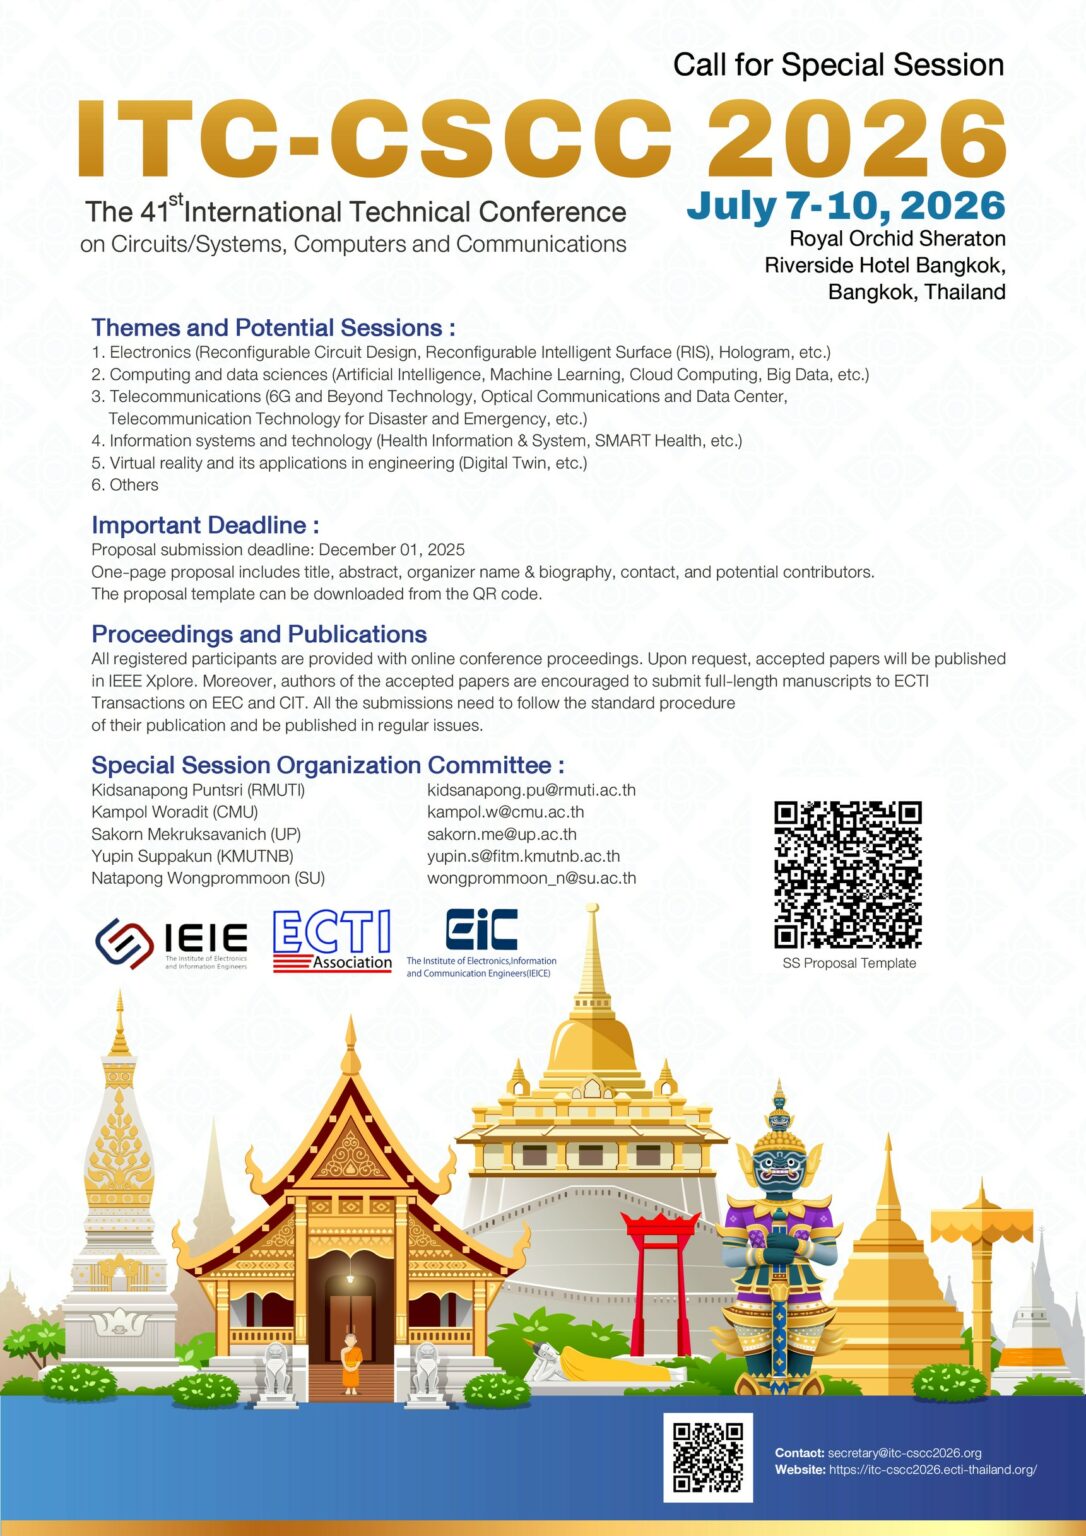 Call for Special Session
ITC-CSCC 2026
The 41st International Technical Conference
on Circuits/Systems, Computers and Communications
July 7-10, 2026
Royal Orchid Sheraton
Riverside Hotel Bangkok,
Bangkok, Thailand
Themes and Potential Sessions :
1. Electronics (Reconfigurable Circuit Design, Reconfigurable Intelligent Surface (RIS), Hologram, etc.)
2. Computing and data sciences (Artificial Intelligence, Machine Learning, Cloud Computing, Big Data, etc.)
3. Telecommunications (6G and Beyond Technology, Optical Communications and Data Center,
Telecommunication Technology for Disaster and Emergency, etc.)
4. Information systems and technology (Health Information & System, SMART Health, etc.)
5. Virtual reality and its applications in engineering (Digital Twin, etc.)
6. Others
Important Deadline :
Proposal submission deadline: December 01, 2025
One-page proposal includes title, abstract, organizer name & biography, contact, and potential contributors.
The proposal template can be downloaded from the QR code.
Proceedings and Publications
All registered participants are provided with online conference proceedings. Upon request, accepted papers will be published
in IEEE Xplore. Moreover, authors of the accepted papers are encouraged to submit full-length manuscripts to ECTI
Transactions on EEC and CIT. All the submissions need to follow the standard procedure
of their publication and be published in regular issues.
Special Session Organization Committee :
Kidsanapong Puntsri (RMUTI) kidsanapong.pu@rmuti.ac.th
Kampol Woradit (CMU) kampol.w@cmu.ac.th
Sakorn Mekruksavanich (UP) sakorn.me@up.ac.th
Yupin Suppakun (KMUTNB) yupin.s@fitm.kmutnb.ac.th
Natapong Wongprommoon (SU) wongprommoon_n@su.ac.th
SS Proposal Template
IEIE
The Institute of Electronics
and Information Engineers
ECTI
Association
EiC
The Institute of Electronics,Information
and Communication Engineers(IEICE)
Contact: secretary@itc-cscc2026.org
Website: https://itc-cscc2026.ecti-thailand.org/